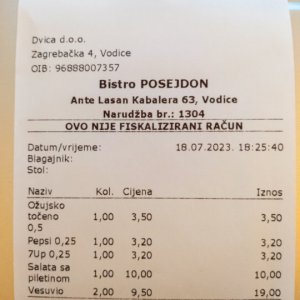 Dvica d.o.o.
Zagrebačka 4, Vodice
OIB: 96888007357
Bistro POSEJDON
Ante Lasan Kabalera 63, Vodice
Narudžba br.: 1304
OVO NIJE FISKALIZIRANI RAČUN
Datum/vrijeme: 18.07.2023. 18:25:40
Blagajnik:
Stol:
Naziv Kol. Cijena Iznos
Ožujsko
točeno 1,00 3,50 3,50
0,5
Pepsi 0,25 1,00 3,20 3,20
7Up 0,25 1,00 3,20 3,20
Salata sa
piletinom 1,00 10,00 10,00
Vesuvio 2,00 9,50 19,00